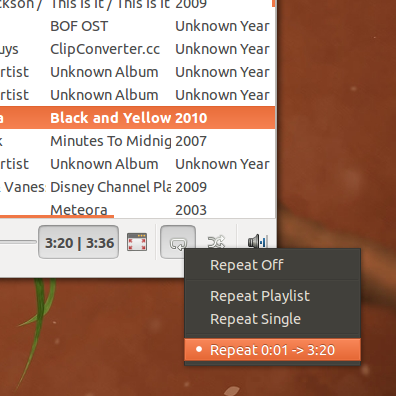 ckson / This Is It / This Is It 2009
BOF OST Unknown Year
uys ClipConverter.cc Unknown Year
rtist Unknown Album Unknown Year
rtist Unknown Album Unknown Year
a Black and Yellow 2010
k Minutes To Midnig 2007
rtist Unknown Album Unknown Year
Vanes Disney Channel Pla 2009
Meteora 2003
3:20 | 3:36
Repeat Off
Repeat Playlist
Repeat Single
Repeat 0:01 -> 3:20